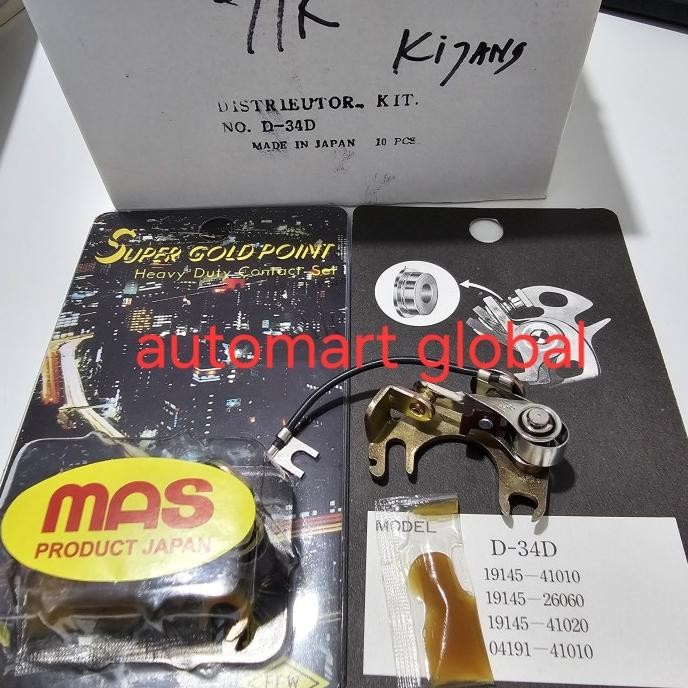 KiJANG
DISTRIEUTOR. KIT.
NO. D-34D
MADE IN JAPAN 10 PCS
SUPER GOLD POINT
Heavy Duty Contact Set
automart global
MAS
PRODUCT JAPAN
MODEL
D-34D
19145-41010
19145-26060
19145-41020
04191-41010